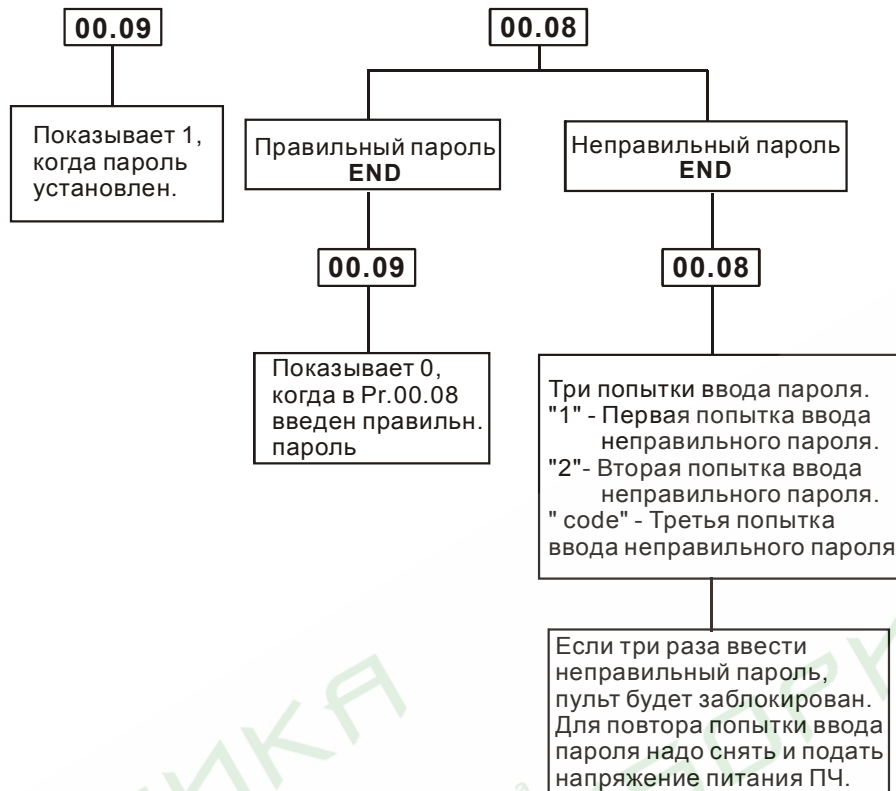 00.09
Показывает 1,
когда пароль
установлен.
00.08
Правильный пароль
END
00.09
Показывает 0,
когда в Pr.00.08
введен правильн.
пароль
Неправильный пароль
END
00.08
Три попытки ввода пароля.
"1" - Первая попытка ввода
неправильного пароля.
"2"- Вторая попытка ввода
неправильного пароля.
" code" - Третья попытка
ввода неправильного пароля
Если три раза ввести
неправильный пароль,
пульт будет заблокирован.
Для повтора попытки ввода
пароля надо снять и подать
напряжение питания ПЧ.